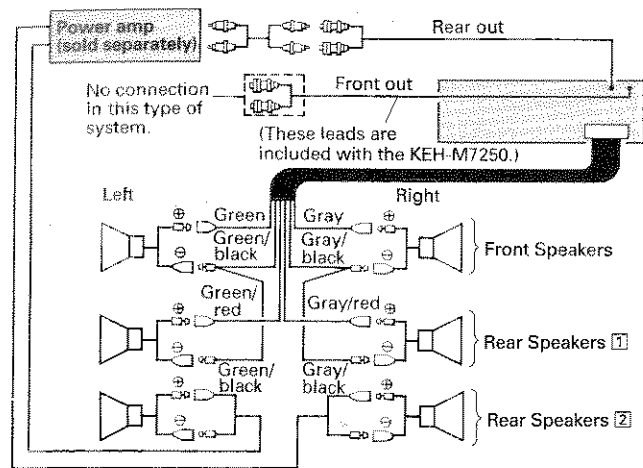 Power amp
(sold separately)
Rear out
No connection
in this type of
system.
Front out
(These leads are
included with the KEH-M7250.)
Left
Right
⊕
Green
Gray
⊕
⊖
Green/
black
Gray/
black
⊖
Front Speakers
⊕
Green/
red
Gray/red
⊕
⊖
⊖
Rear Speakers 1
⊕
Green/
black
Gray/
black
⊕
⊖
⊖
Rear Speakers 2